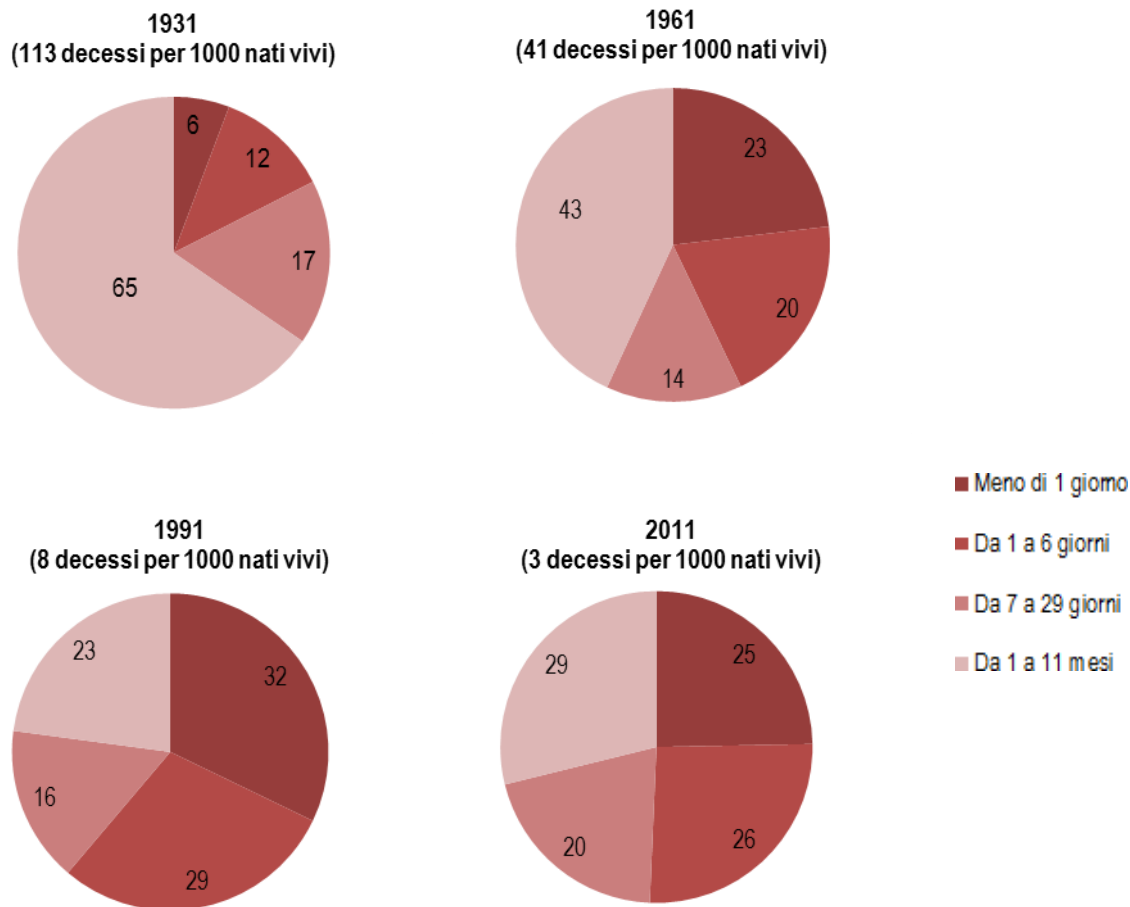 1931
(113 decessi per 1000 nati vivi)
6
12
17
65
1961
(41 decessi per 1000 nati vivi)
23
20
14
43
1991
(8 decessi per 1000 nati vivi)
32
29
16
23
2011
(3 decessi per 1000 nati vivi)
25
26
20
29
Meno di 1 giorno
Da 1 a 6 giorni
Da 7 a 29 giorni
Da 1 a 11 mesi